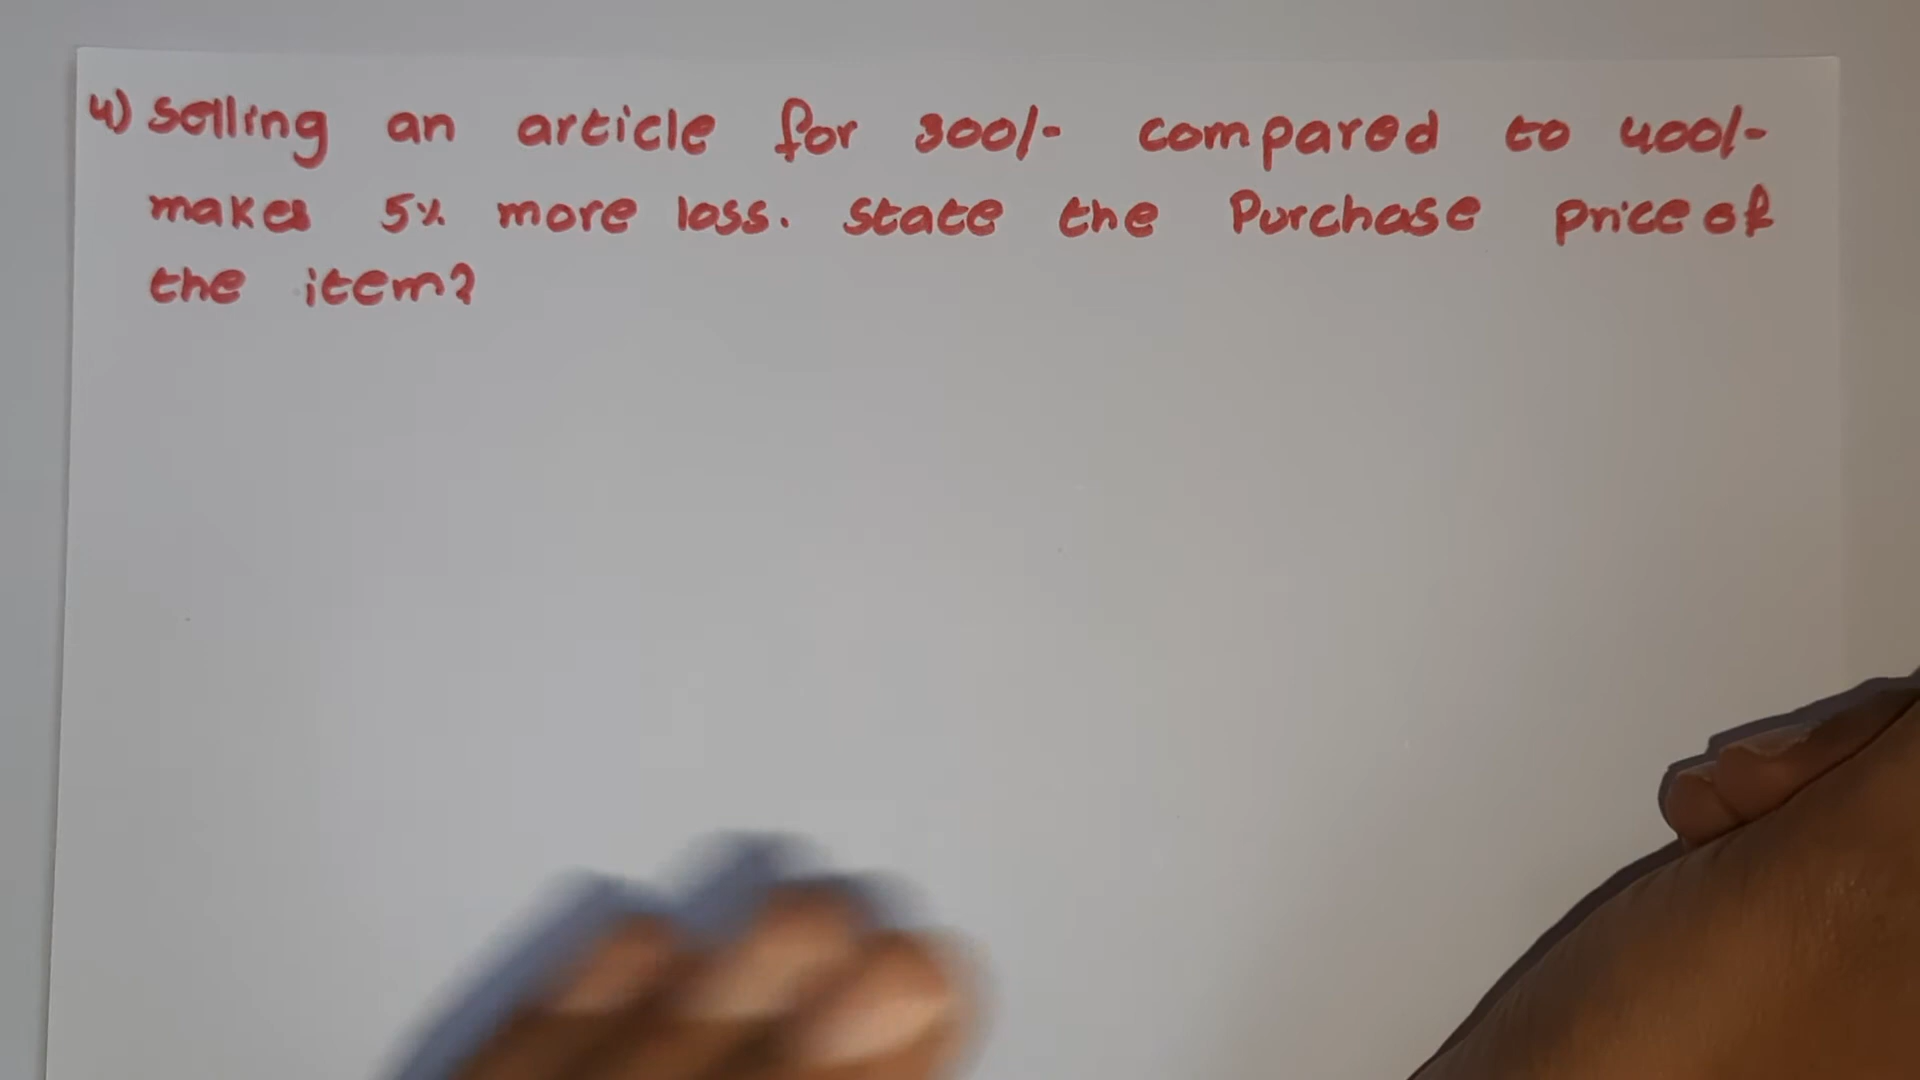 4) Selling an article for 300/- compared to 400/-
makes 5% more loss. State the Purchase price of
the item?